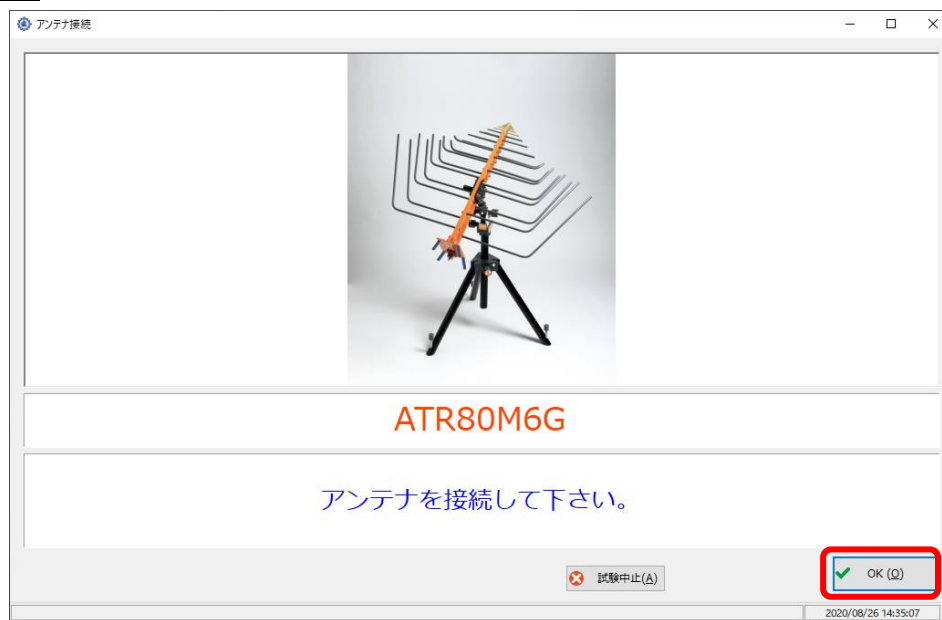 アンテナ接続
ATR80M6G
アンテナを接続して下さい。
試験中止(A)
OK (O)
2020/08/26 14:35:07